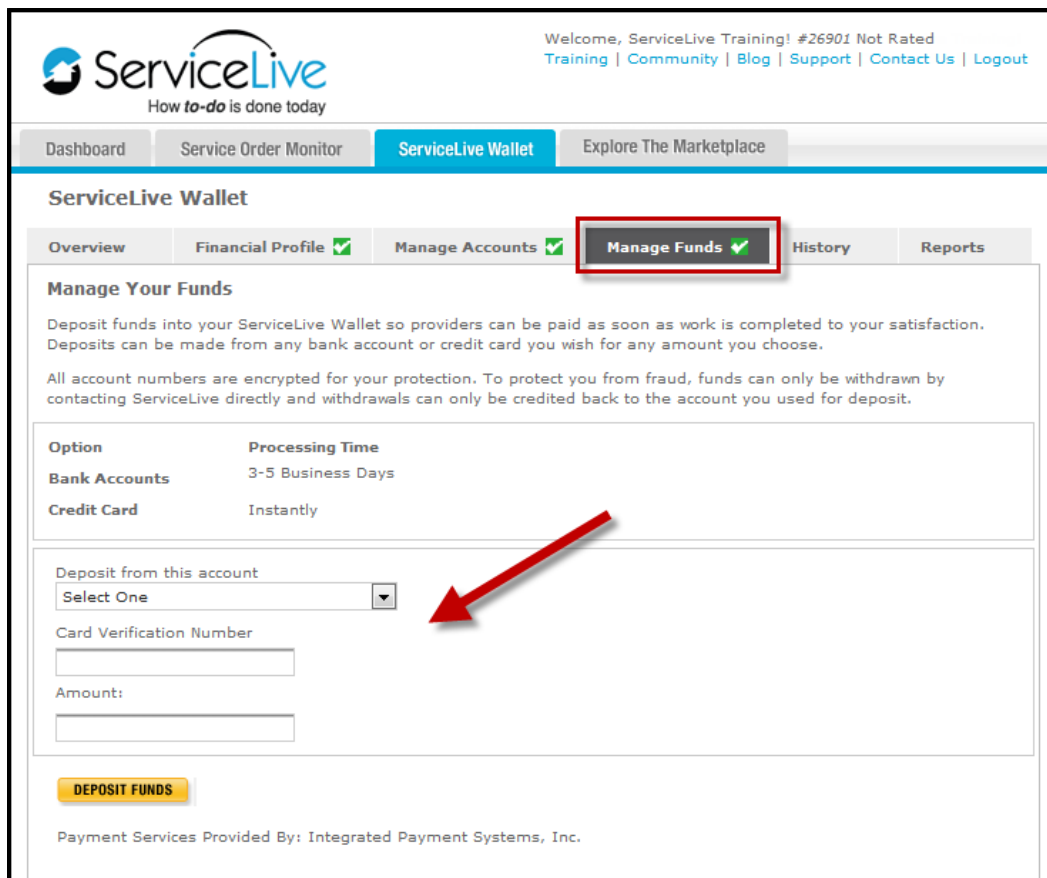 Welcome, ServiceLive Training! #26901 Not Rated
Training | Community | Blog | Support | Contact Us | Logout
ServiceLive
How to-do is done today
Dashboard Service Order Monitor ServiceLive Wallet Explore The Marketplace
ServiceLive Wallet
Overview Financial Profile Manage Accounts Manage Funds History Reports
Manage Your Funds
Deposit funds into your ServiceLive Wallet so providers can be paid as soon as work is completed to your satisfaction.
Deposits can be made from any bank account or credit card you wish for any amount you choose.
All account numbers are encrypted for your protection. To protect you from fraud, funds can only be withdrawn by
contacting ServiceLive directly and withdrawals can only be credited back to the account you used for deposit.
Option Processing Time
Bank Accounts 3-5 Business Days
Credit Card Instantly
Deposit from this account
Select One
Card Verification Number
Amount:
DEPOSIT FUNDS
Payment Services Provided By: Integrated Payment Systems, Inc.